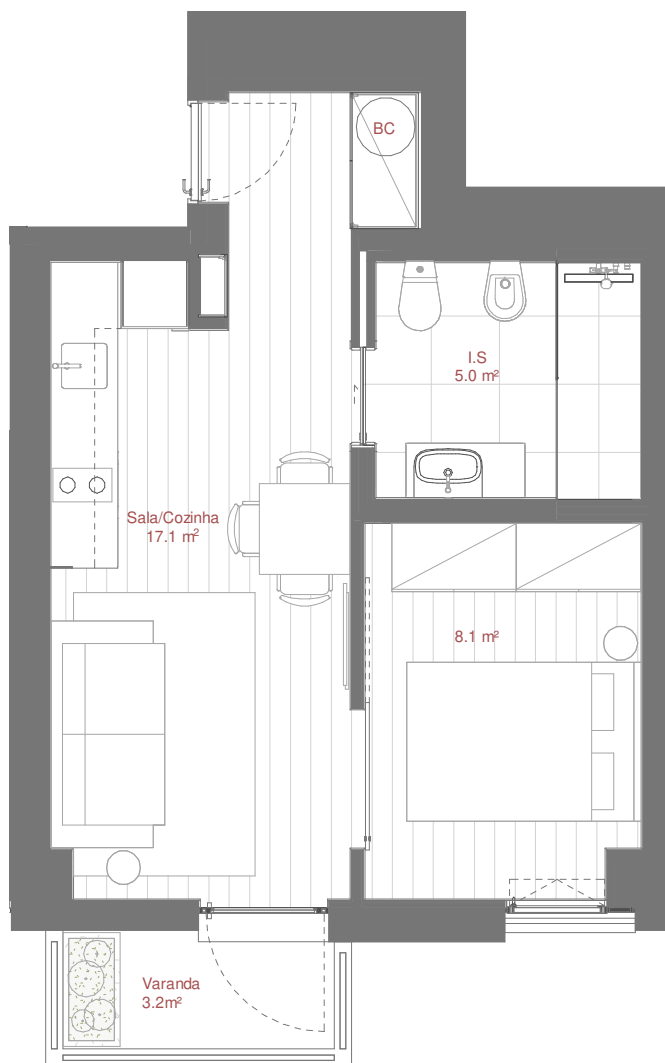 BC
I.S
5.0 m²
Sala/Cozinha
17.1 m²
8.1 m²
Varanda
3.2m²